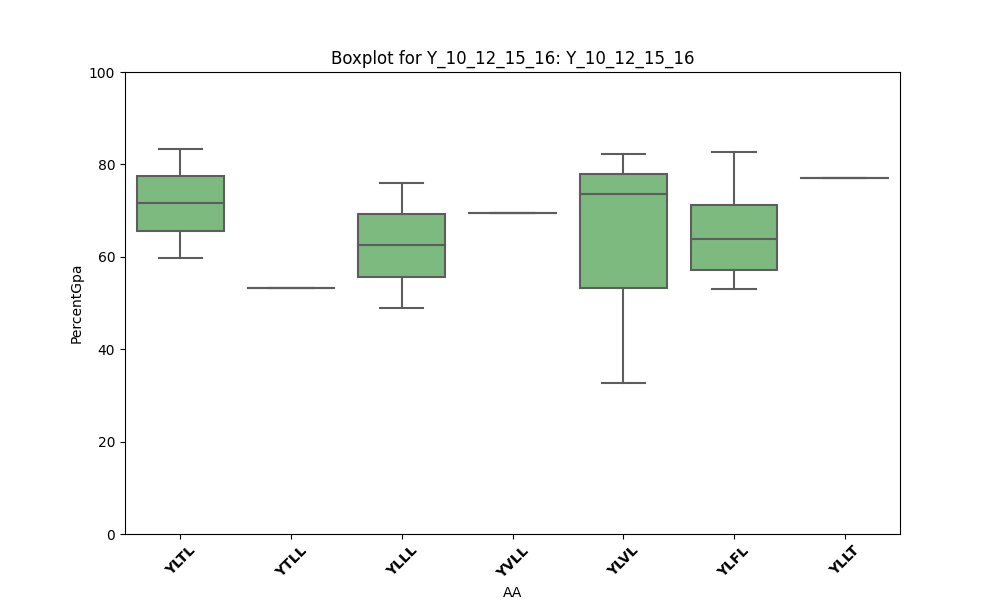 Boxplot for Y_10_12_15_16: Y_10_12_15_16
100
80
60
40
20
0
PercentGpa
YLTL
YTLL
YLLL
YVLL
YLVL
YLFL
YLLT
AA